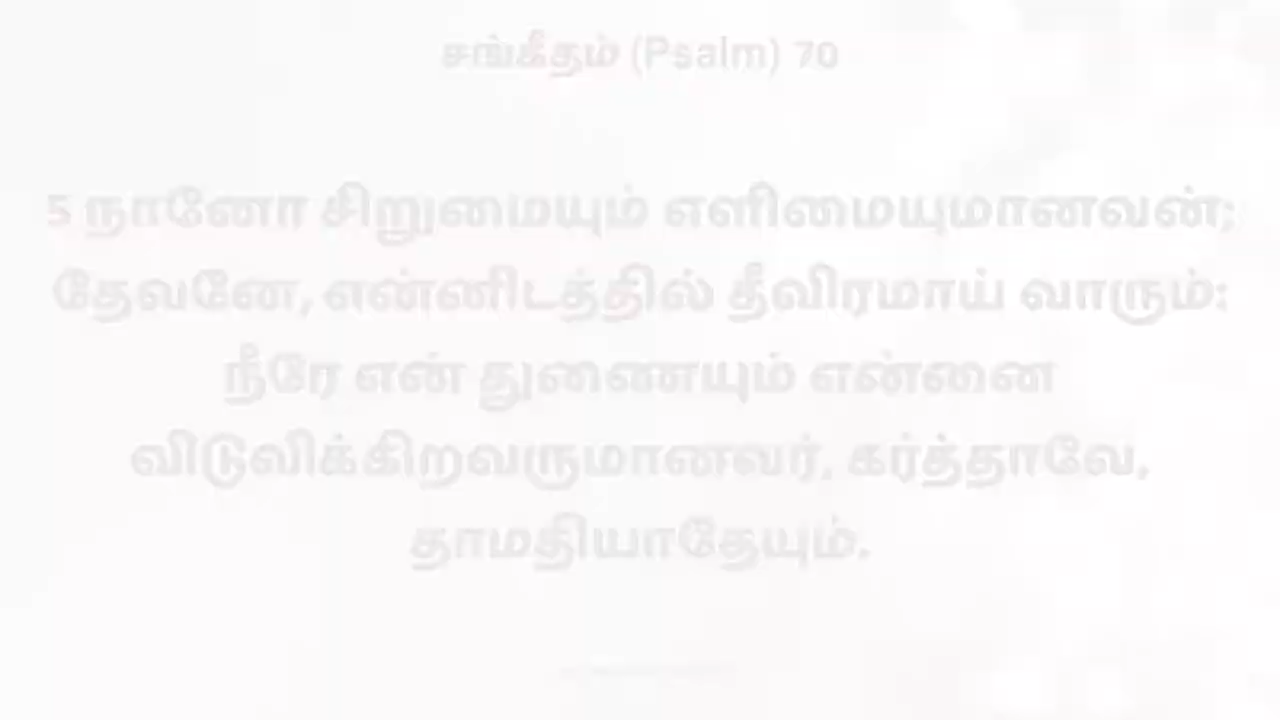 சங்கீதம் (Psalm) 70
5 நானோ சிறுமையும் எளிமையுமானவன்;
தேவனே, என்னிடத்தில் தீவிரமாய் வாரும்:
நீரே என் துணையும் என்னை
விடுவிக்கிறவருமானவர், கர்த்தாவே,
தாமதியாதேயும்.